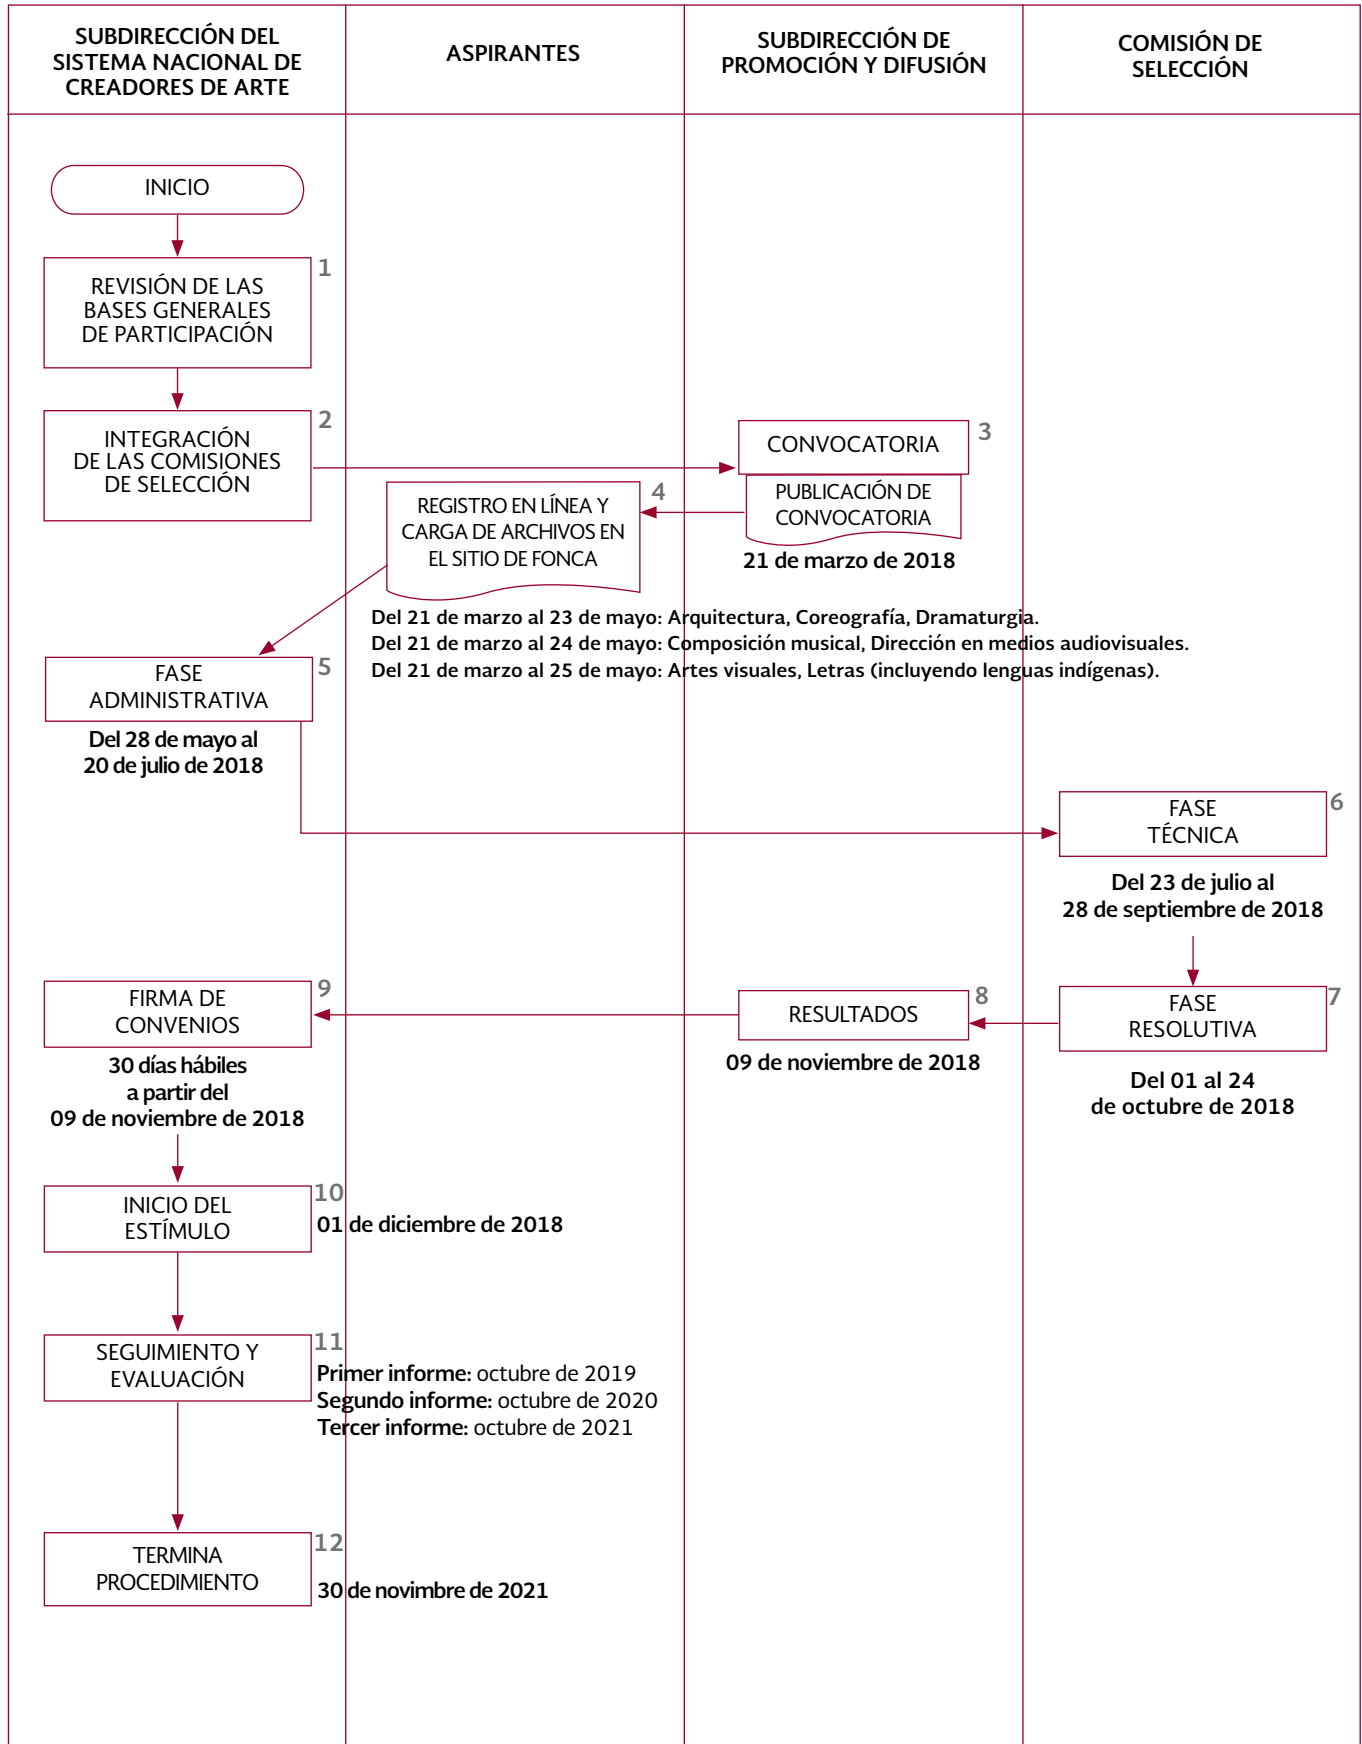 SUBDIRECCIÓN DEL
SISTEMA NACIONAL DE
CREADORES DE ARTE
ASPIRANTES
SUBDIRECCIÓN DE
PROMOCIÓN Y DIFUSIÓN
COMISIÓN DE
SELECCIÓN
INICIO
1
REVISIÓN DE LAS
BASES GENERALES
DE PARTICIPACIÓN
2
INTEGRACIÓN
DE LAS COMISIONES
DE SELECCIÓN
3
CONVOCATORIA
PUBLICACIÓN DE
CONVOCATORIA
21 de marzo de 2018
4
REGISTRO EN LÍNEA Y
CARGA DE ARCHIVOS EN
EL SITIO DE FONCA
Del 21 de marzo al 23 de mayo: Arquitectura, Coreografía, Dramaturgia.
Del 21 de marzo al 24 de mayo: Composición musical, Dirección en medios audiovisuales.
Del 21 de marzo al 25 de mayo: Artes visuales, Letras (incluyendo lenguas indígenas).
5
FASE
ADMINISTRATIVA
Del 28 de mayo al
20 de julio de 2018
6
FASE
TÉCNICA
Del 23 de julio al
28 de septiembre de 2018
7
FASE
RESOLUTIVA
Del 01 al 24
de octubre de 2018
8
RESULTADOS
09 de noviembre de 2018
9
FIRMA DE
CONVENIOS
30 días hábiles
a partir del
09 de noviembre de 2018
10
INICIO DEL
ESTÍMULO
01 de diciembre de 2018
11
SEGUIMIENTO Y
EVALUACIÓN
Primer informe: octubre de 2019
Segundo informe: octubre de 2020
Tercer informe: octubre de 2021
12
TERMINA
PROCEDIMIENTO
30 de novimbre de 2021